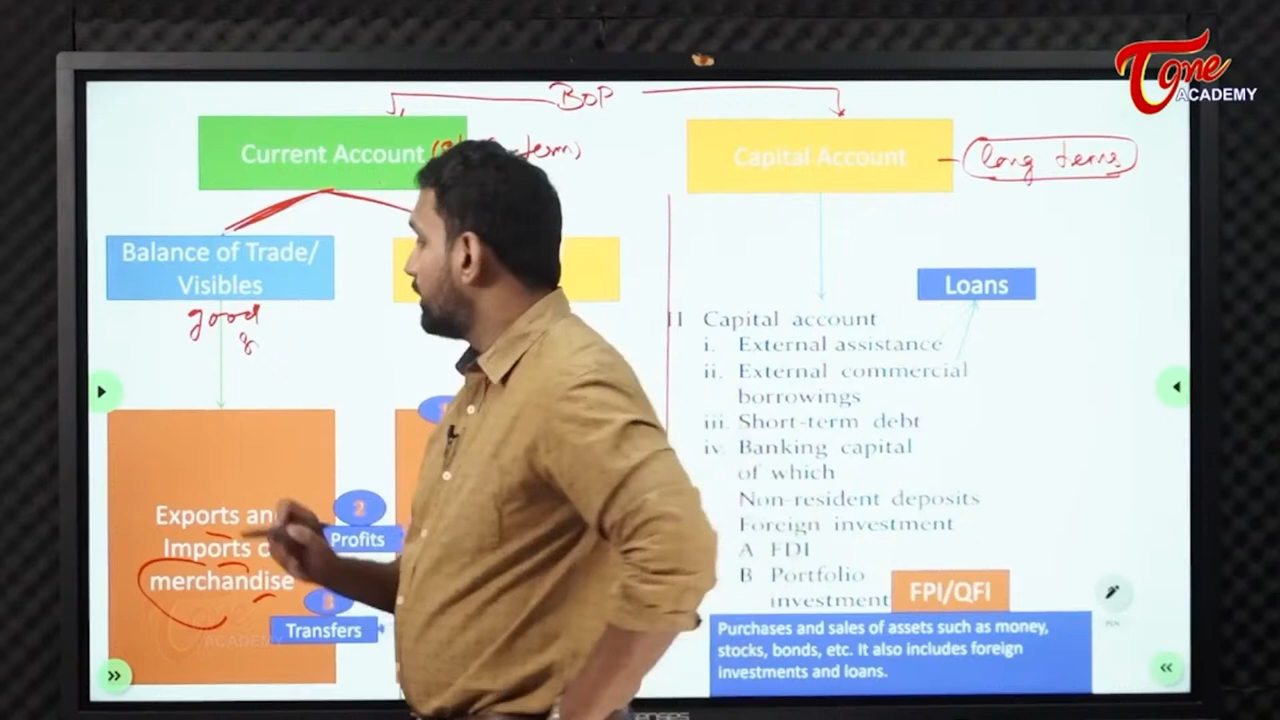 Tone
ACADEMY
BOP
Current Account
term)
Capital Account
long term
Balance of Trade/
Visibles
good
Loans
II Capital account
i. External assistance
ii. External commercial
borrowings
iii. Short-term debt
iv. Banking capital
of which
Non-resident deposits
Foreign investment
A FDI
B Portfolio
investment
FPI/QFI
Exports
Imports
merchandise
2
Profits
3
Transfers
ACADEMY
Purchases and sales of assets such as money,
stocks, bonds, etc. It also includes foreign
investments and loans.
PEN